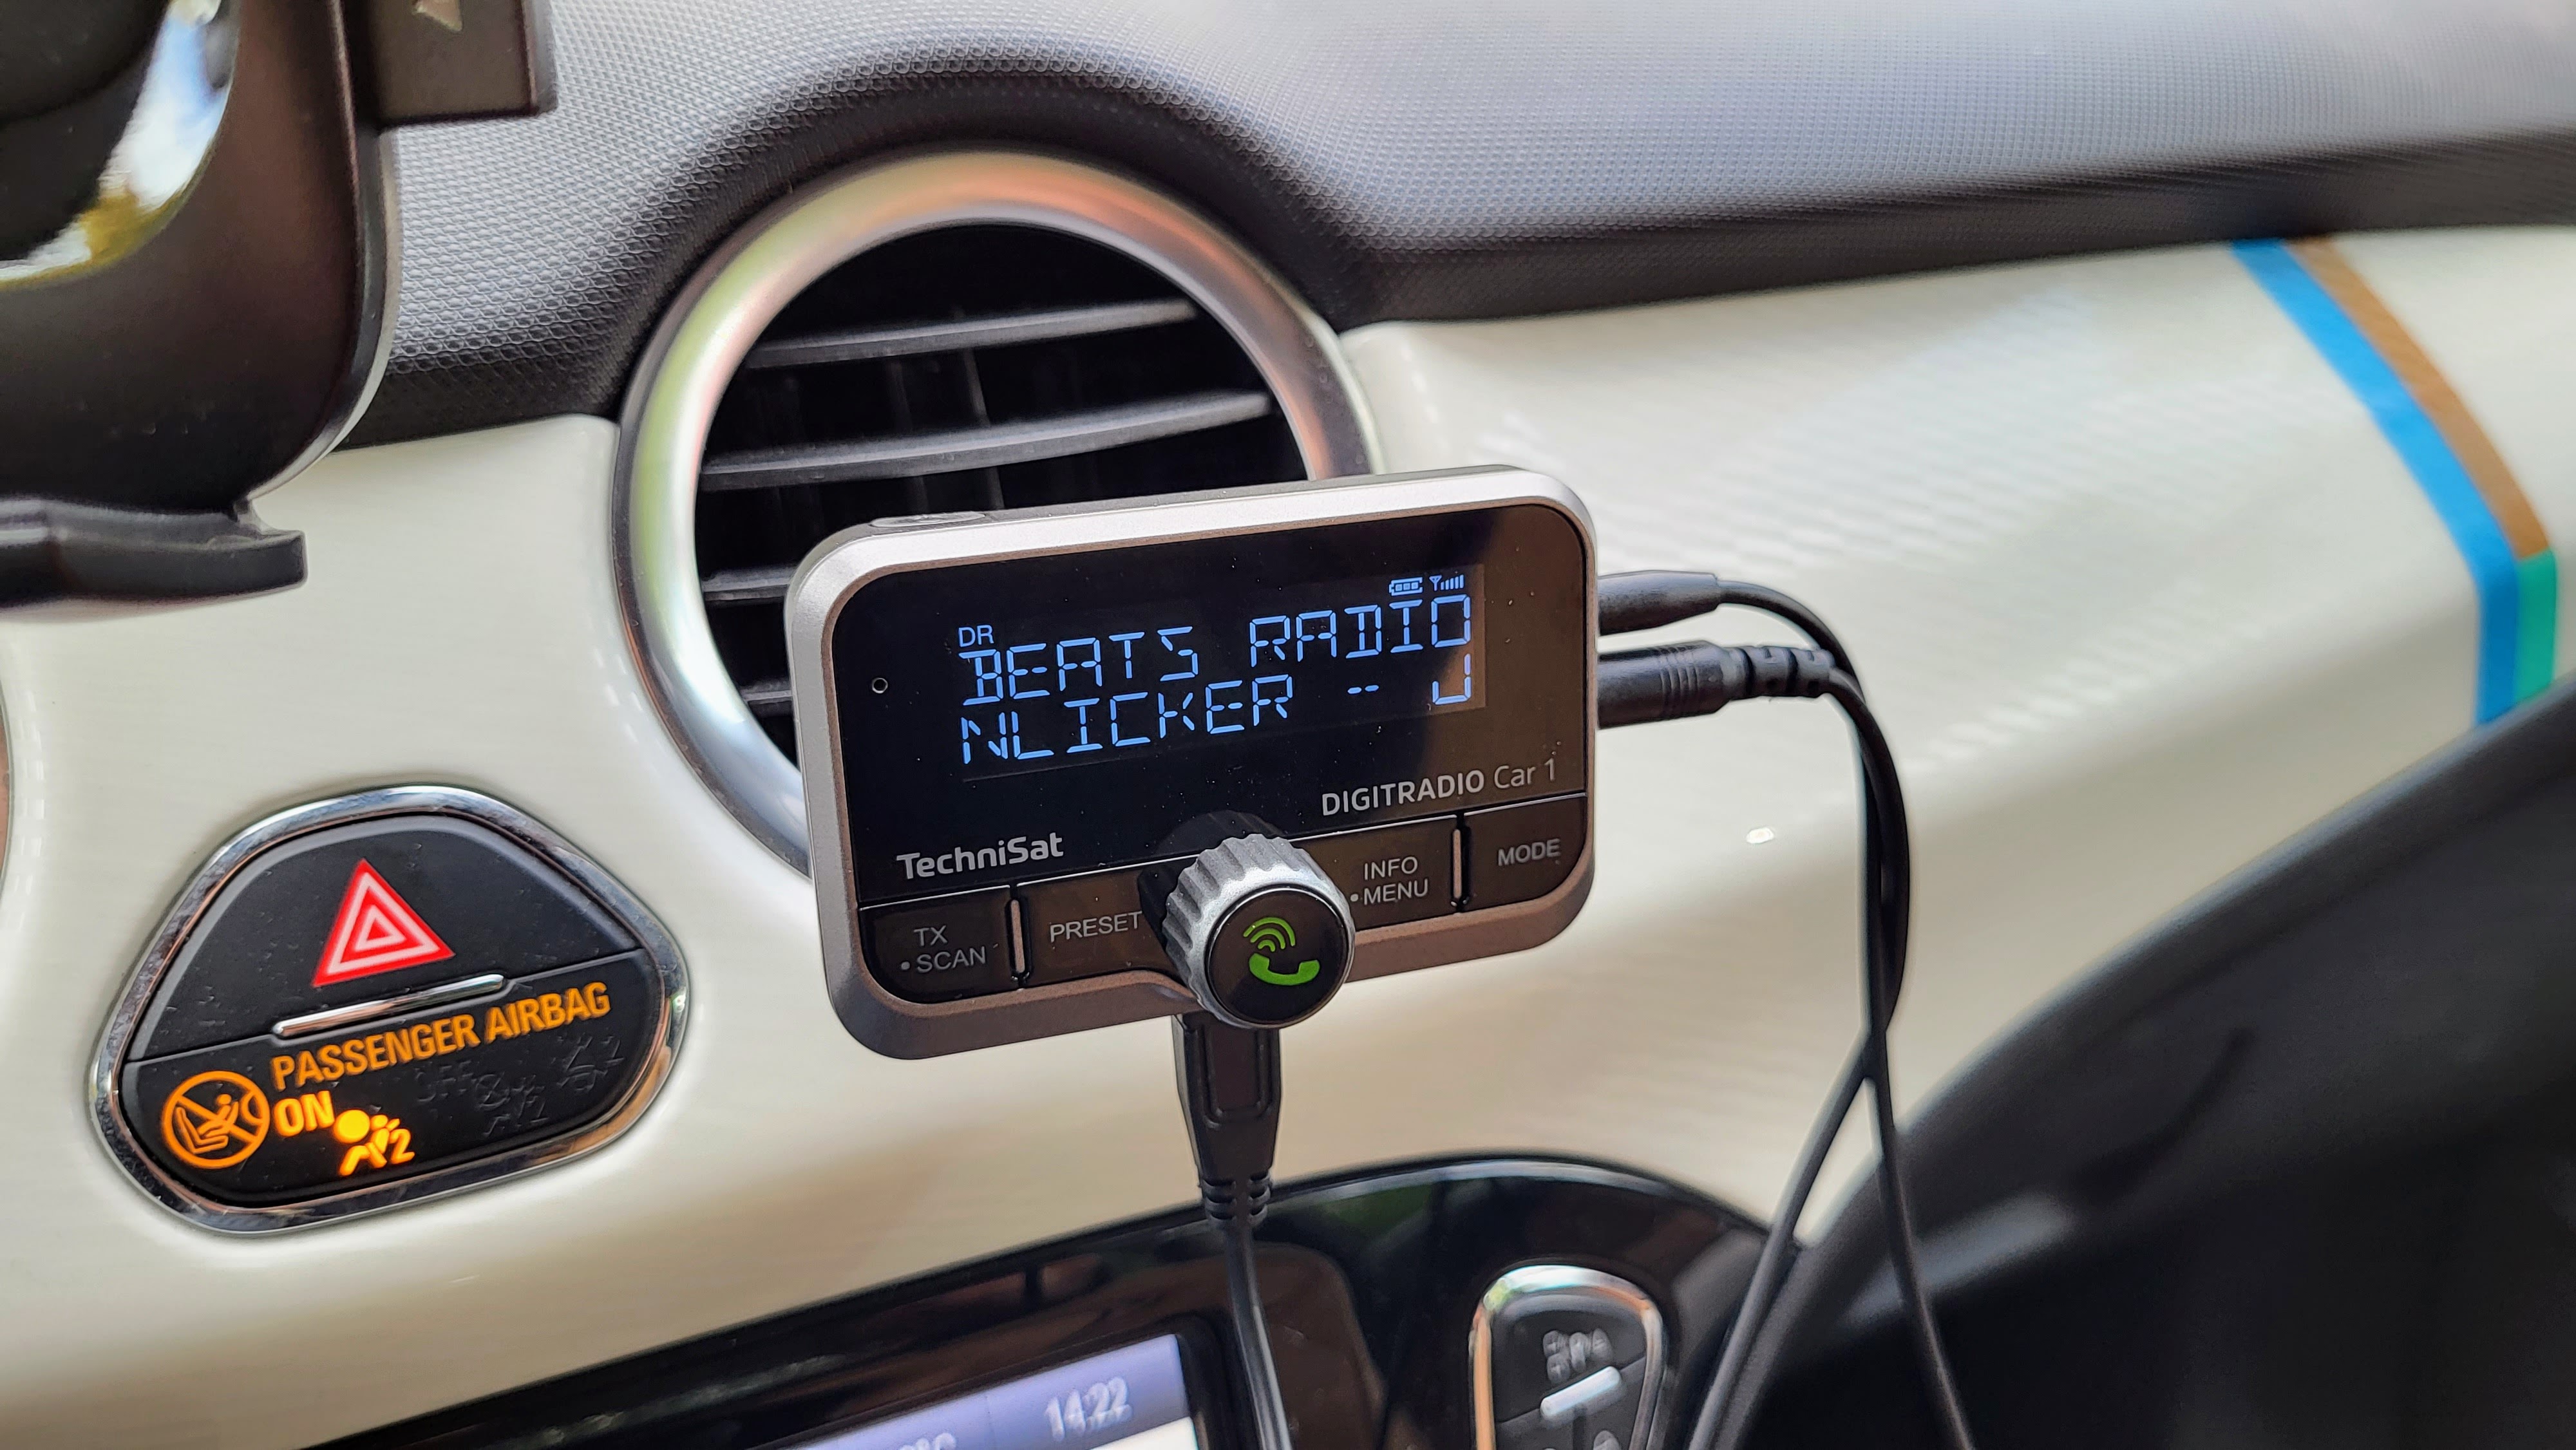 DR
BEATS RADIO
NLICKER -- J
DIGITRADIO Car 1
TechniSat
TX
•SCAN
PRESET
INFO
•MENU
MODE
PASSENGER AIRBAG
ON
2
OFF
14:22